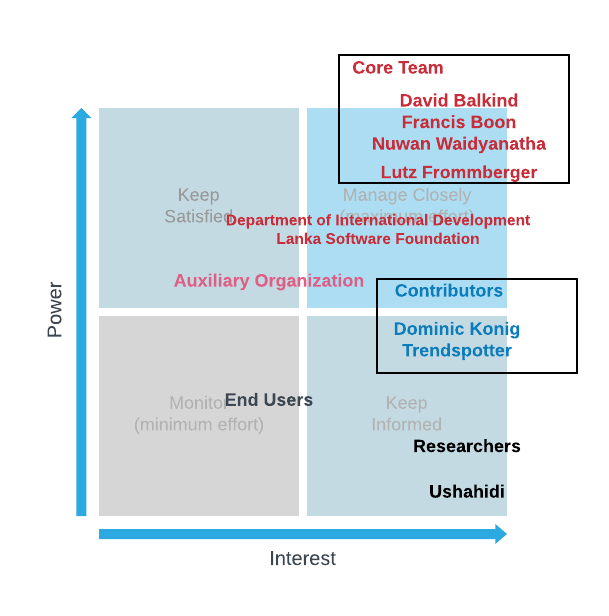 Core Team
David Balkind
Francis Boon
Nuwan Waidyanatha
Lutz Frommberger
Keep
Satisfied
Manage Closely
(maximum effort)
Department of International Development
Lanka Software Foundation
Auxiliary Organization
Contributors
Dominic Konig
Trendspotter
Power
Monitor
(minimum effort)
End Users
Keep
Informed
Researchers
Ushahidi
Interest